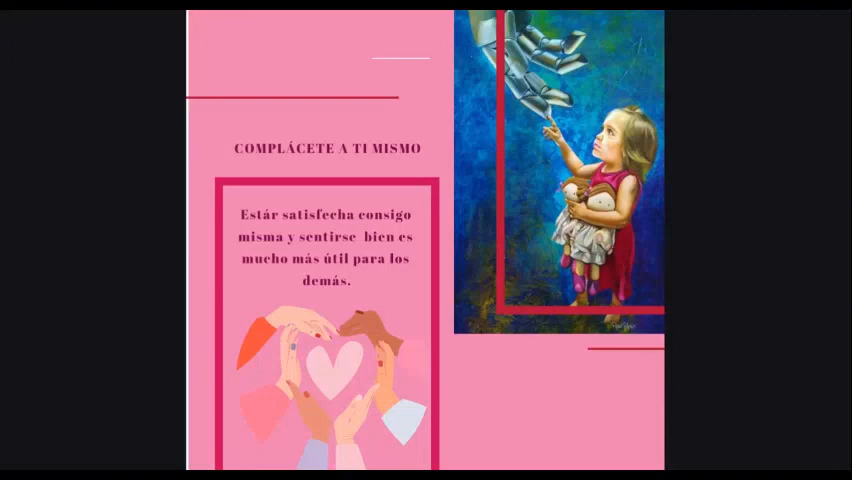 COMPLÁCETE A TI MISMO
Estár satisfecha consigo
misma y sentirse bien es
mucho más útil para los
demás.